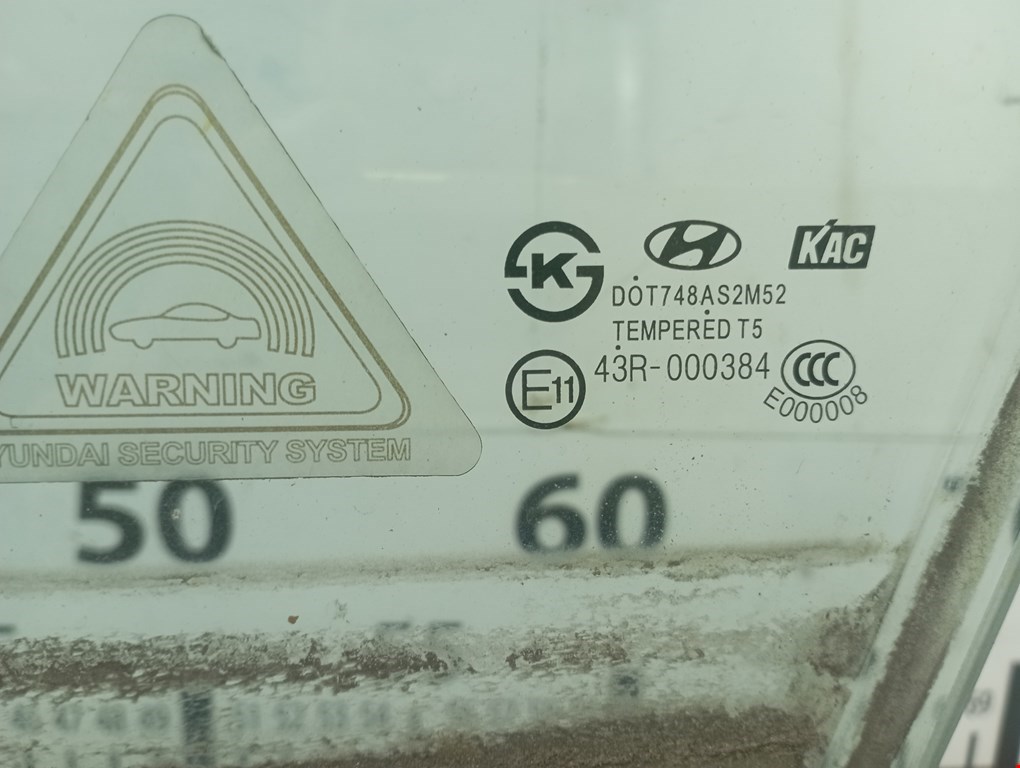 WARNING
YUNDAI SECURITY SYSTEM
K
KAC
DOT748AS2M52
TEMPERED T5
E11
43R-000384
CCC
E000008
50
60